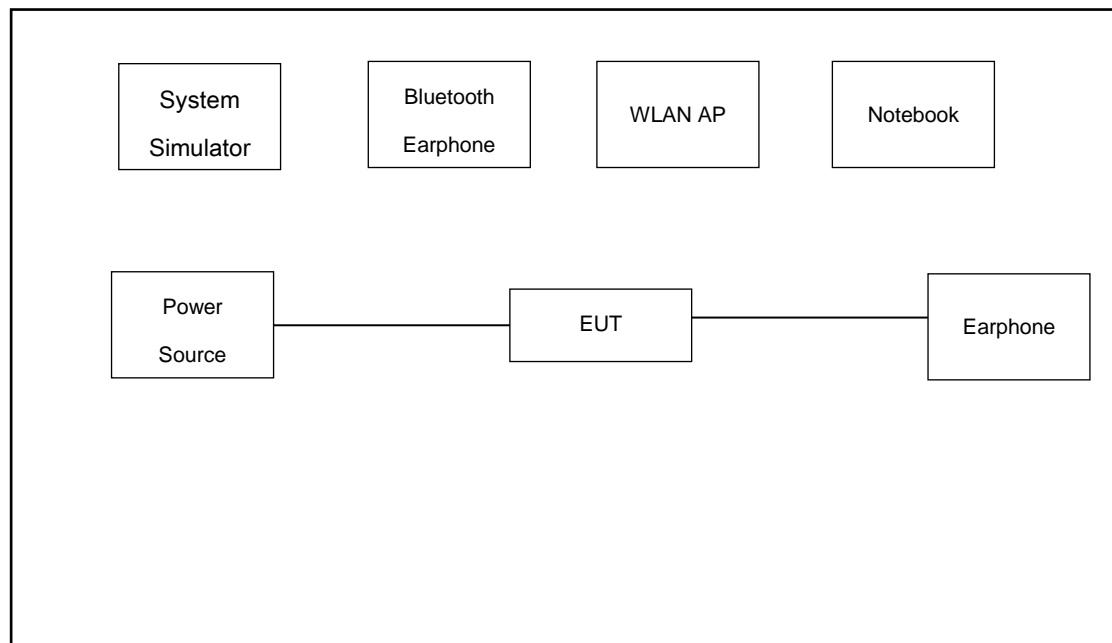 System
Simulator
Bluetooth
Earphone
WLAN AP
Notebook
Power
Source
EUT
Earphone